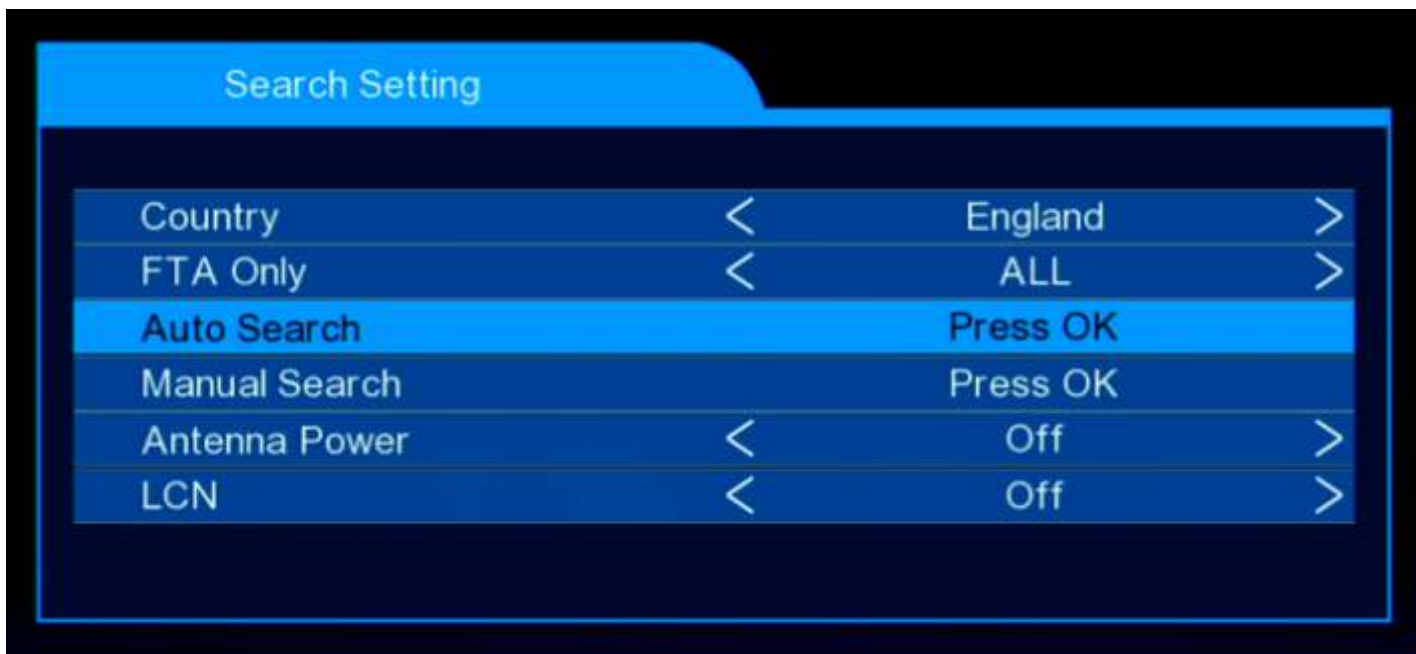 Search Setting
Country < England >
FTA Only < ALL >
Auto Search Press OK
Manual Search Press OK
Antenna Power < Off >
LCN < Off >